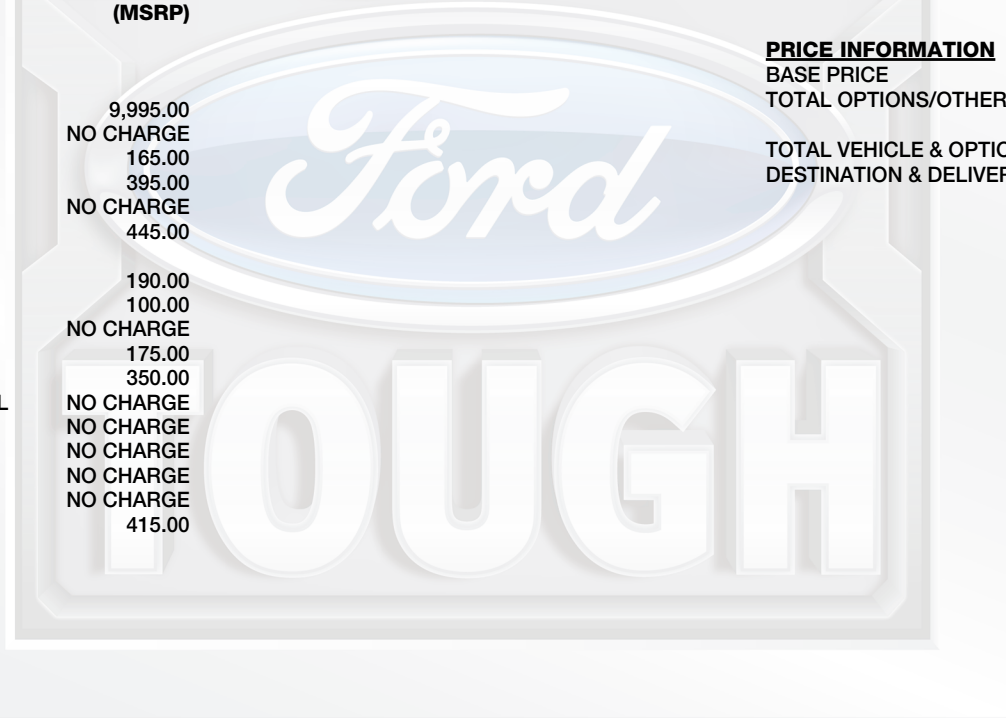 (MSRP)
9,995.00
NO CHARGE
165.00
395.00
NO CHARGE
445.00
190.00
100.00
NO CHARGE
175.00
350.00
L NO CHARGE
NO CHARGE
NO CHARGE
NO CHARGE
NO CHARGE
415.00
PRICE INFORMATION
BASE PRICE
TOTAL OPTIONS/OTHER
TOTAL VEHICLE & OPTIO
DESTINATION & DELIVER
Ford
TOUGH